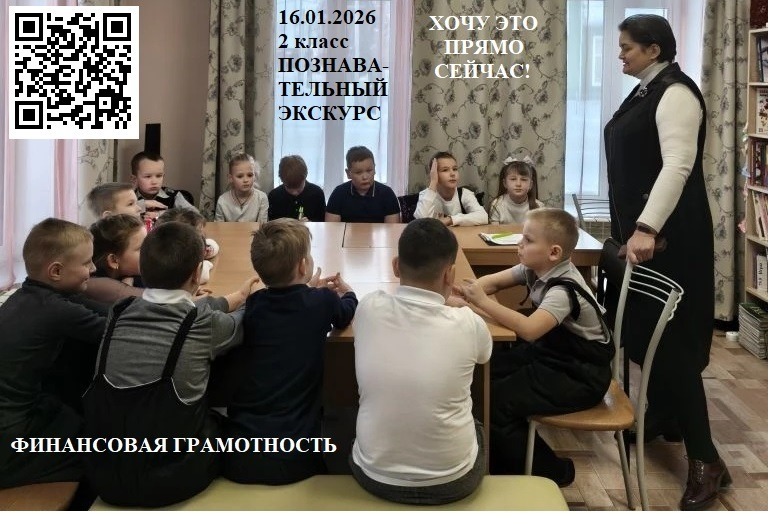 16.01.2026
2 класс
ПОЗНАВА-
ТЕЛЬНЫЙ
ЭКСКУРС
ХОЧУ ЭТО
ПРЯМО
СЕЙЧАС!
ФИНАНСОВАЯ ГРАМОТНОСТЬ